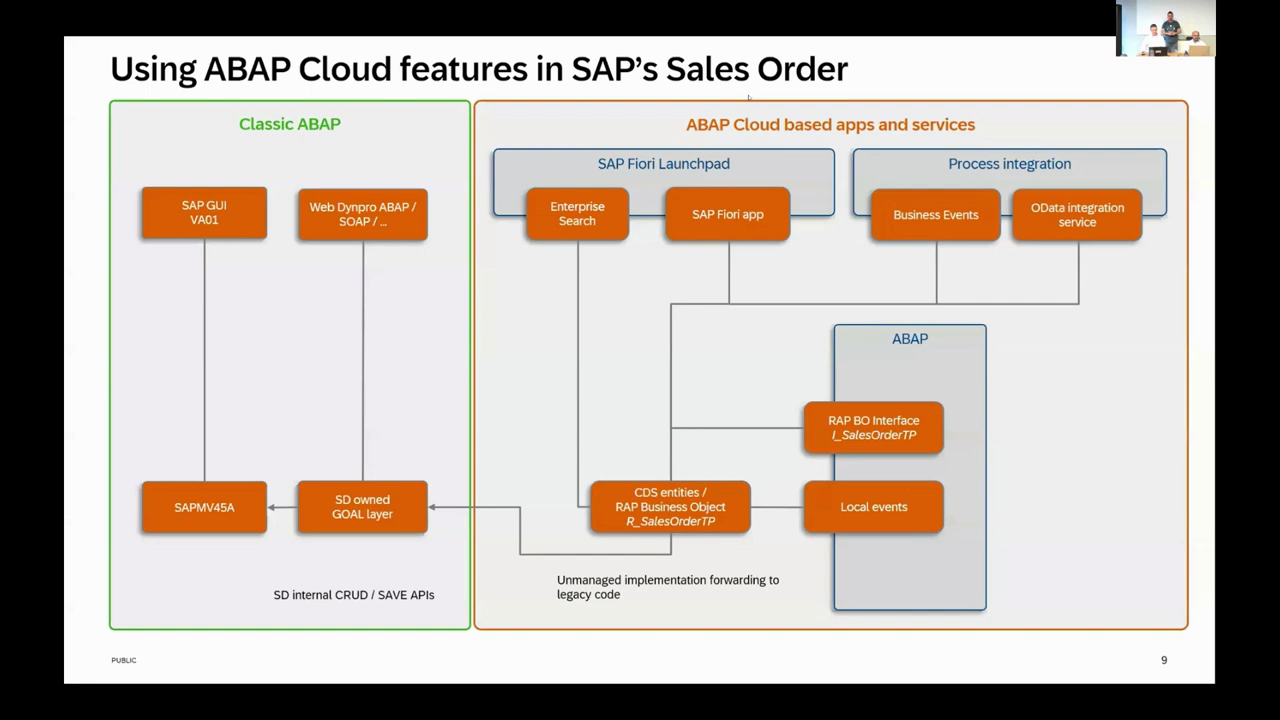 Using ABAP Cloud features in SAP's Sales Order
Classic ABAP
SAP GUI
VA01
Web Dynpro ABAP /
SOAP / ...
SAPMV45A
SD owned
GOAL layer
SD internal CRUD / SAVE APIs
ABAP Cloud based apps and services
SAP Fiori Launchpad
Enterprise
Search
SAP Fiori app
Process integration
Business Events
OData integration
service
ABAP
RAP BO Interface
I_SalesOrderTP
CDS entities /
RAP Business Object
R_SalesOrderTP
Local events
Unmanaged implementation forwarding to
legacy code
PUBLIC
9